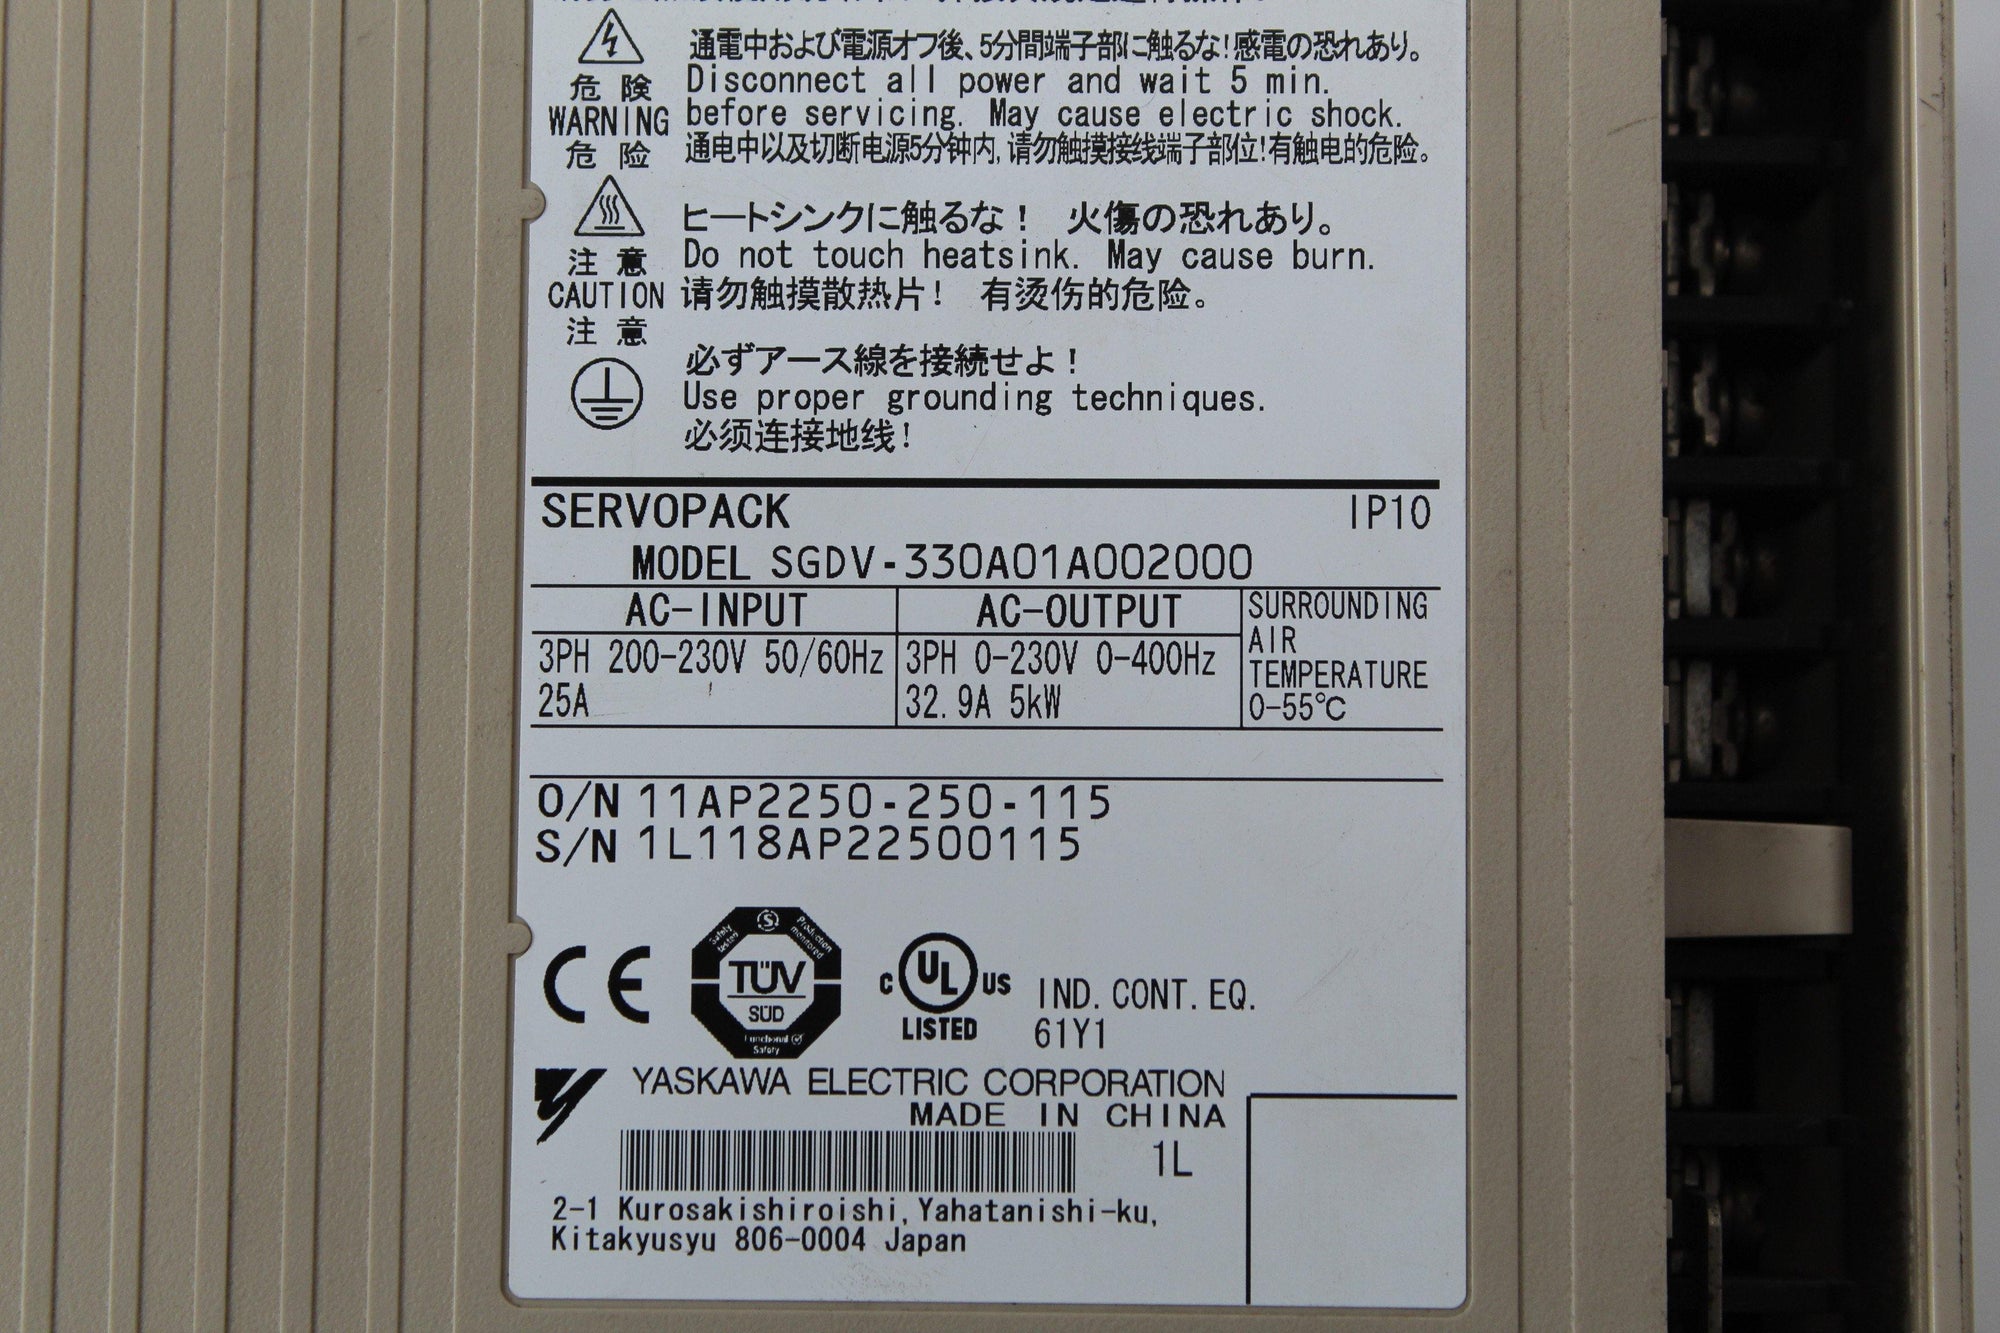 通電中および電源オフ後、5分間端子部に触るな!感電の恐れあり。
危険
Disconnect all power and wait 5 min.
WARNING
before servicing. May cause electric shock.
危险
通电中以及切断电源5分钟内,请勿触摸接线端子部位!有触电的危险。
ヒートシンクに触るな! 火傷の恐れあり。
注意
Do not touch heatsink. May cause burn.
CAUTION
请勿触摸散热片! 有烫伤的危险。
注意
必ずアース線を接続せよ!
Use proper grounding techniques.
必须连接地线!
SERVOPACK IP10
MODEL SGDV-330A01A002000
AC-INPUT AC-OUTPUT SURROUNDING
AIR
3PH 200-230V 50/60Hz 3PH 0-230V 0-400Hz
TEMPERATURE
25A 32.9A 5kW 0-55℃
O/N 11AP2250-250-115
S/N 1L118AP22500115
CE
Safety tested
Production monitored
TÜV
SÜD
Functional Safety
C UL US
LISTED
IND. CONT. EQ.
61Y1
YASKAWA ELECTRIC CORPORATION
MADE IN CHINA
1L
2-1 Kurosakishiroishi, Yahatanishi-ku,
Kitakyusyu 806-0004 Japan